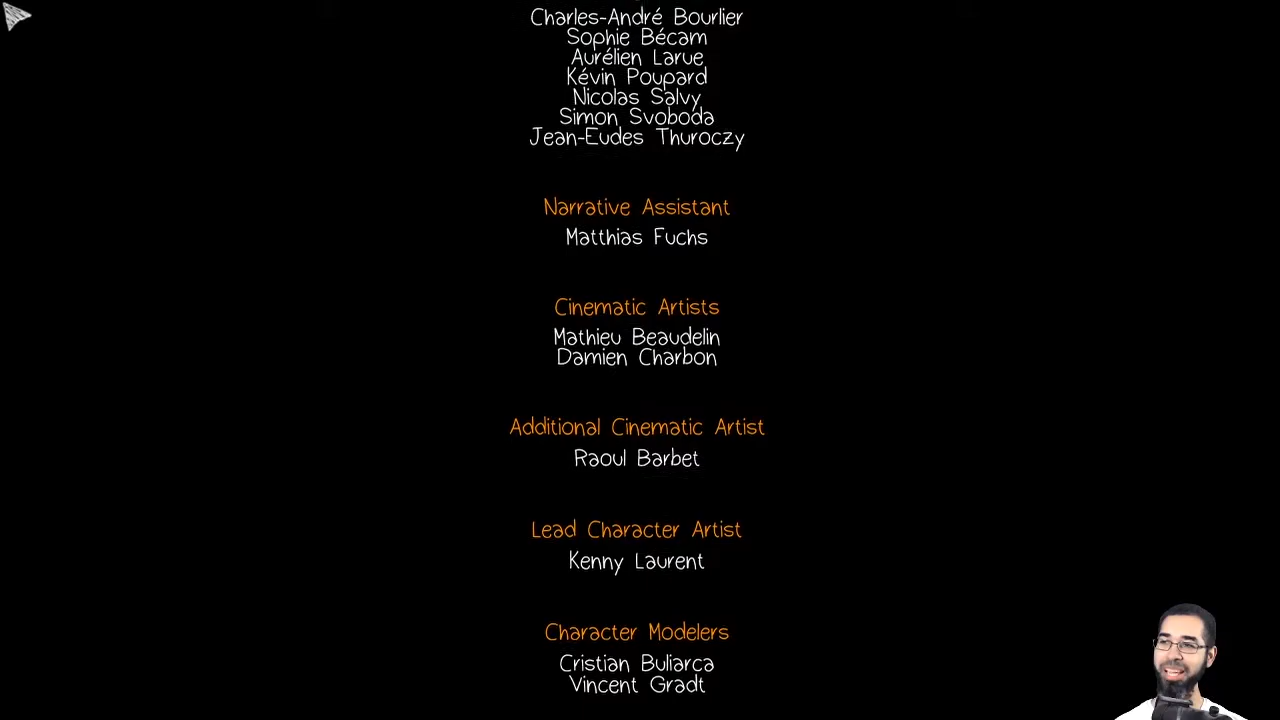 Charles-André Bourlier
Sophie Bécam
Aurélien Larue
Kévin Poupard
Nicolas Salvy
Simon Svoboda
Jean-Eudes Thuroczy
Narrative Assistant
Matthias Fuchs
Cinematic Artists
Mathieu Beaudelin
Damien Charbon
Additional Cinematic Artist
Raoul Barbet
Lead Character Artist
Kenny Laurent
Character Modelers
Cristian Buliarca
Vincent Gradt